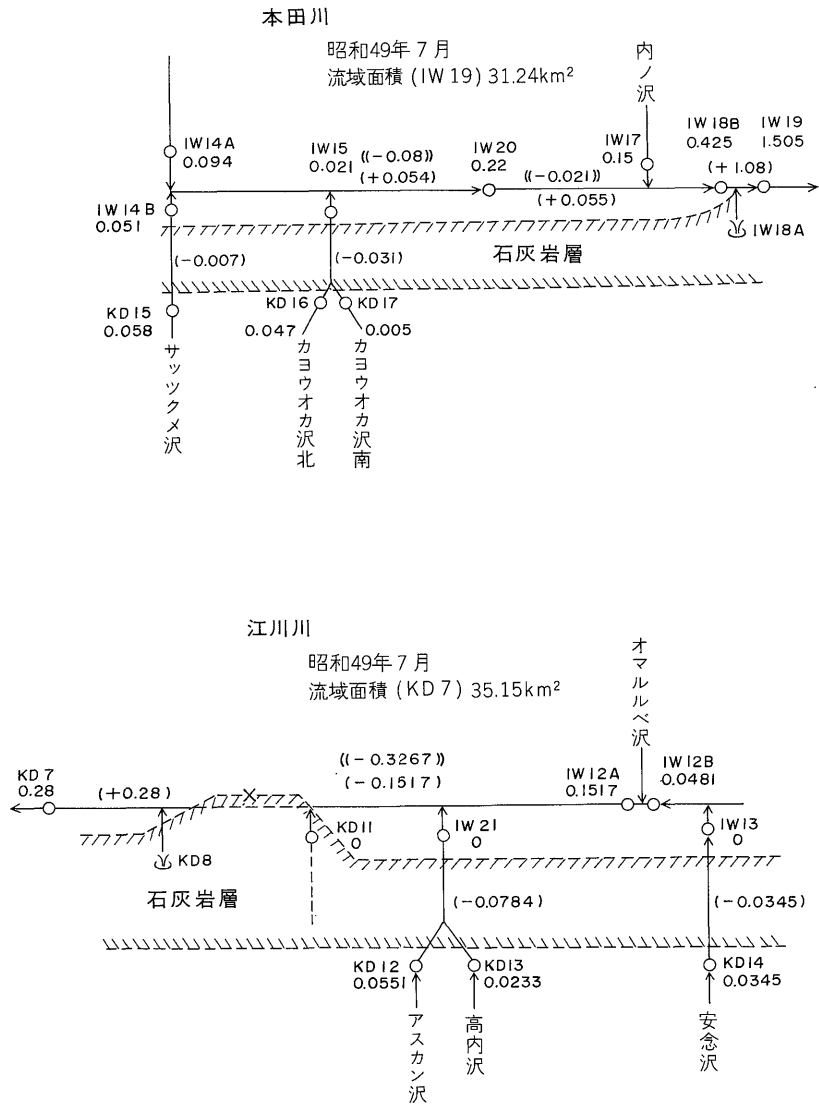 本田川
昭和49年7月
流域面積 (IW 19) 31.24km²
内ノ沢
IW14A
0.094
IW15
0.021
((-0.08))
(+0.054)
IW20
0.22
((-0.021))
(+0.055)
IW17
0.15
IW18B
0.425
IW19
1.505
(+1.08)
IW14B
0.051
IW18A
石灰岩層
(-0.007)
(-0.031)
KD15
0.058
KD16
0.047
KD17
0.005
サッツクメ沢
カヨウオカ沢北
カヨウオカ沢南
江川川
昭和49年7月
流域面積 (KD7) 35.15km²
オマルルベ沢
KD7
0.28
(+0.28)
((-0.3267))
(-0.1517)
IW12A
0.1517
IW12B
0.0481
KD11
0
IW21
0
IW13
0
KD8
石灰岩層
(-0.0784)
(-0.0345)
KD12
0.0551
KD13
0.0233
KD14
0.0345
アスカン沢
高内沢
安念沢